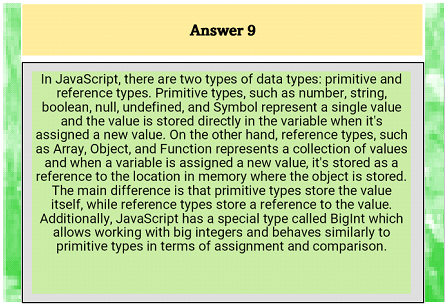 Answer 9
In JavaScript, there are two types of data types: primitive and
reference types. Primitive types, such as number, string,
boolean, null, undefined, and Symbol represent a single value
and the value is stored directly in the variable when it's
assigned a new value. On the other hand, reference types, such
as Array, Object, and Function represents a collection of values
and when a variable is assigned a new value, it's stored as a
reference to the location in memory where the object is stored.
The main difference is that primitive types store the value
itself, while reference types store a reference to the value.
Additionally, JavaScript has a special type called BigInt which
allows working with big integers and behaves similarly to
primitive types in terms of assignment and comparison.